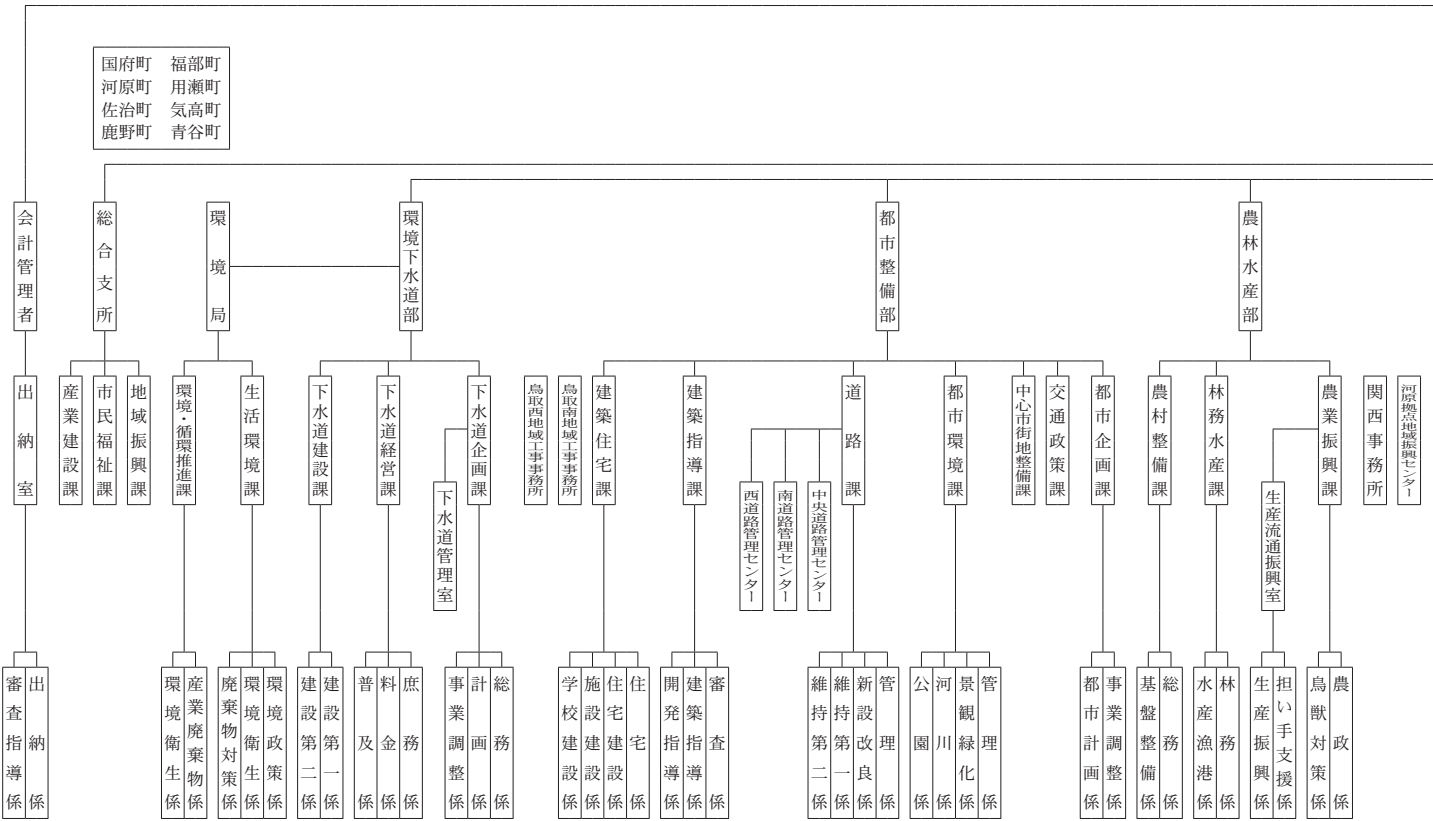 国府町 福部町
河原町 用瀬町
佐治町 気高町
鹿野町 青谷町
農林水産部
都市整備部
環境下水道部
環境局
総合支所
会計管理者
河原拠点地域振興センター
関西事務所
農業振興課
林務水産課
農村整備課
都市企画課
交通政策課
中心市街地整備課
都市環境課
道路課
建築指導課
建築住宅課
鳥取南地域工事事務所
鳥取西地域工事事務所
下水道企画課
下水道経営課
下水道建設課
生活環境課
環境・循環推進課
地域振興課
市民福祉課
産業建設課
出納室
生産流通振興室
中央道路管理センター
南道路管理センター
西道路管理センター
下水道管理室
農政係
鳥獣対策係
担い手支援係
生産振興係
林務係
水産漁港係
総務係
基盤整備係
事業調整係
都市計画係
管理係
景観緑化係
河川係
公園係
管理係
新設改良係
維持第一係
維持第二係
審査係
建築指導係
開発指導係
住宅係
住宅建設係
施設建設係
学校建設係
総務係
計画係
事業調整係
庶務係
料金係
普及係
建設第一係
建設第二係
環境政策係
環境衛生係
廃棄物対策係
産業廃棄物係
環境衛生係
出納係
審査指導係